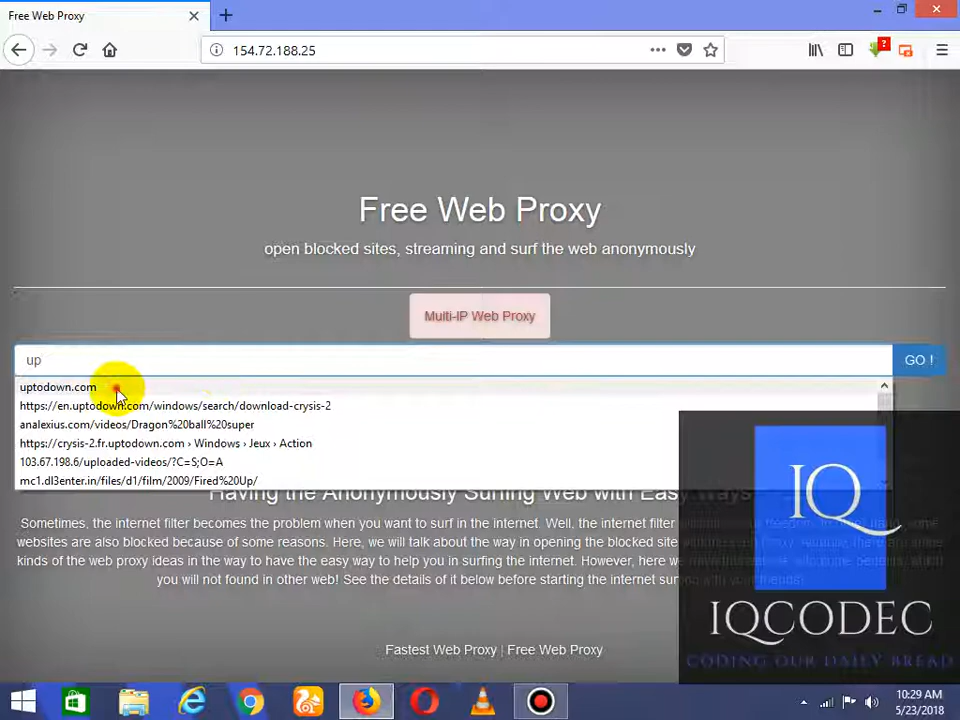 Free Web Proxy
154.72.188.25
?
Free Web Proxy
open blocked sites, streaming and surf the web anonymously
Multi-IP Web Proxy
up
GO !
uptodown.com
https://en.uptodown.com/windows/search/download-crysis-2
analexius.com/videos/Dragon%20ball%20super
https://crysis-2.fr.uptodown.com › Windows › Jeux › Action
103.67.198.6/uploaded-videos/?C=S;O=A
mc1.dl3enter.in/files/d1/film/2009/Fired%20Up/
Having the Anonymously Surfing Web with Easy Ways
Sometimes, the internet filter becomes the problem when you want to surf in the internet. Well, the internet filter
websites are also blocked because of some reasons. Here, we will talk about the way in opening the blocked
kinds of the web proxy ideas in the way to have the easy way to help you in surfing the internet. However, here
you will not found in other web! See the details of it below before starting the internet
Fastest Web Proxy | Free Web Proxy
IQ
IQCODEC
CODING OUR DAILY BREAD
10:29 AM
5/23/2018